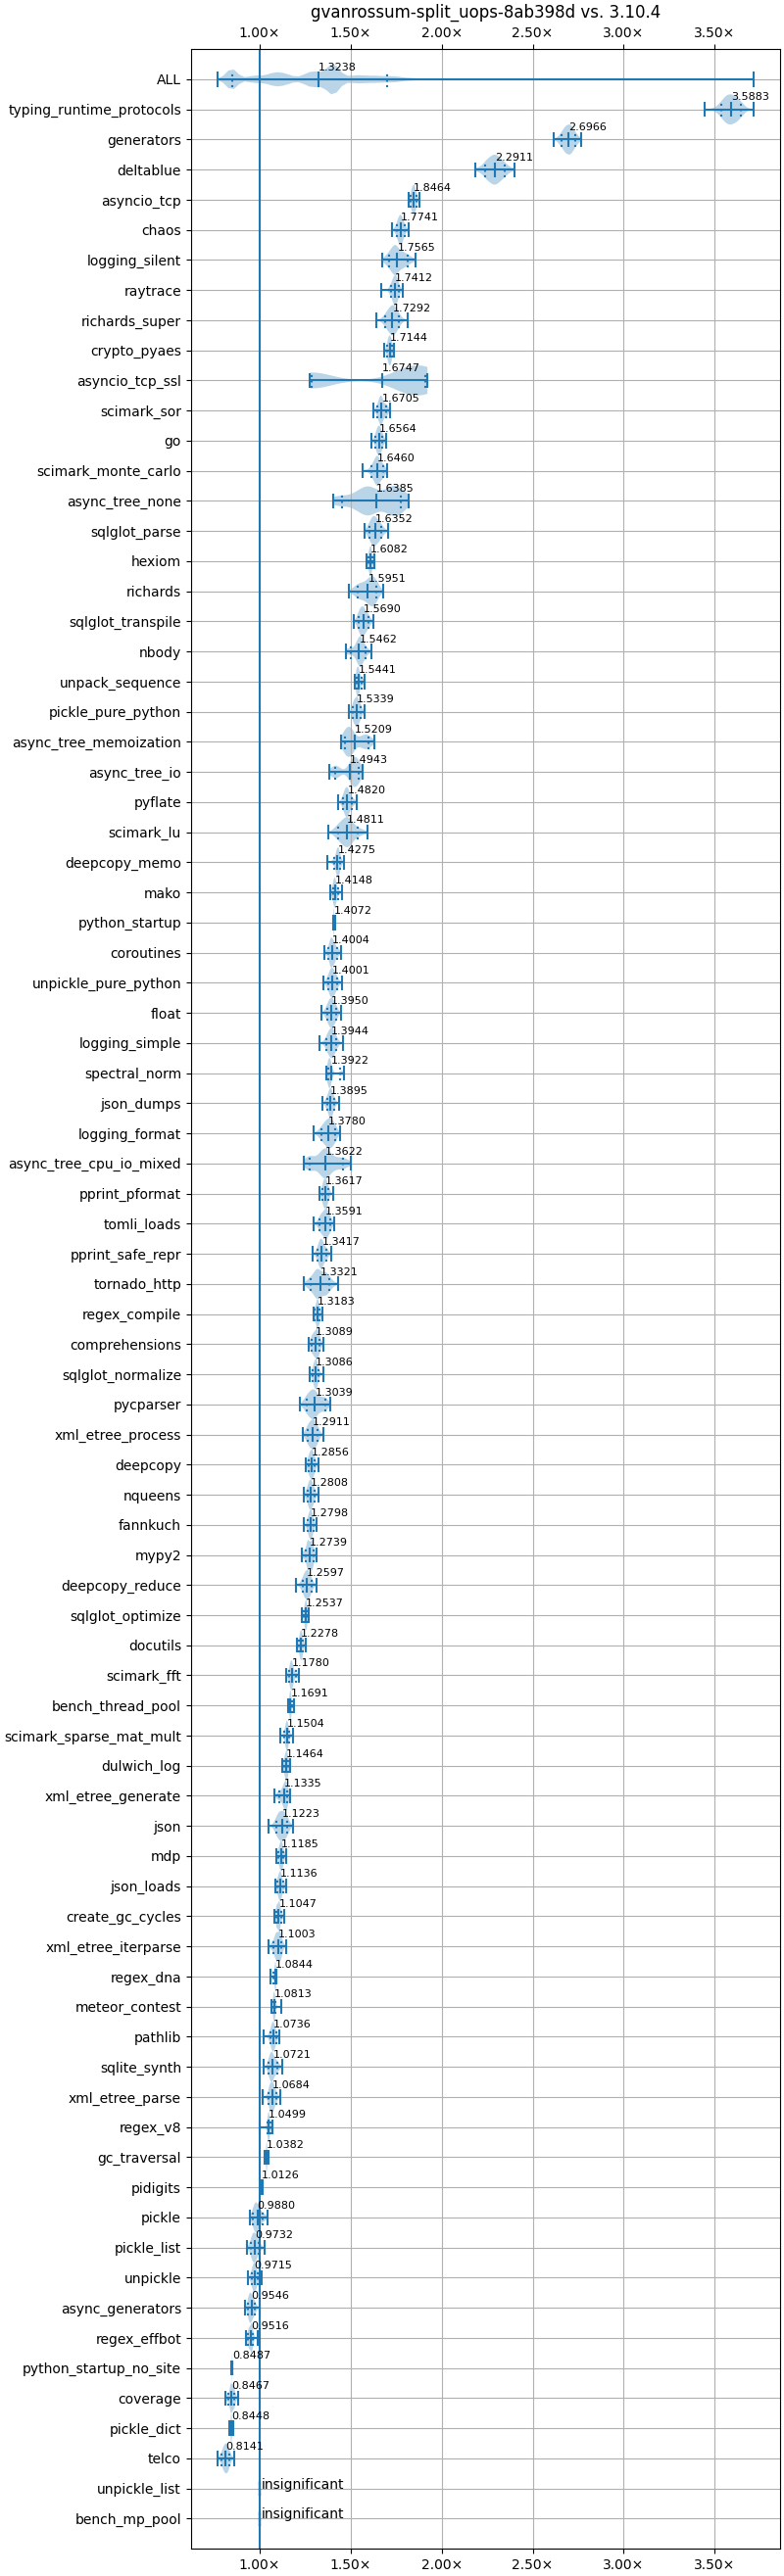 gvanrossum-split_uops-8ab398d vs. 3.10.4
1.00× 1.50× 2.00× 2.50× 3.00× 3.50×
ALL 1.3238
typing_runtime_protocols 3.5883
generators 2.6966
deltablue 2.2911
asyncio_tcp 1.8464
chaos 1.7741
logging_silent 1.7565
raytrace 1.7412
richards_super 1.7292
crypto_pyaes 1.7144
asyncio_tcp_ssl 1.6747
scimark_sor 1.6705
go 1.6564
scimark_monte_carlo 1.6460
async_tree_none 1.6385
sqlglot_parse 1.6352
hexiom 1.6082
richards 1.5951
sqlglot_transpile 1.5690
nbody 1.5462
unpack_sequence 1.5441
pickle_pure_python 1.5339
async_tree_memoization 1.5209
async_tree_io 1.4943
pyflate 1.4820
scimark_lu 1.4811
deepcopy_memo 1.4275
mako 1.4148
python_startup 1.4072
coroutines 1.4004
unpickle_pure_python 1.4001
float 1.3950
logging_simple 1.3944
spectral_norm 1.3922
json_dumps 1.3895
logging_format 1.3780
async_tree_cpu_io_mixed 1.3622
pprint_pformat 1.3617
tomli_loads 1.3591
pprint_safe_repr 1.3417
tornado_http 1.3321
regex_compile 1.3183
comprehensions 1.3089
sqlglot_normalize 1.3086
pycparser 1.3039
xml_etree_process 1.2911
deepcopy 1.2856
nqueens 1.2808
fannkuch 1.2798
mypy2 1.2739
deepcopy_reduce 1.2597
sqlglot_optimize 1.2537
docutils 1.2278
scimark_fft 1.1780
bench_thread_pool 1.1691
scimark_sparse_mat_mult 1.1504
dulwich_log 1.1464
xml_etree_generate 1.1335
json 1.1223
mdp 1.1185
json_loads 1.1136
create_gc_cycles 1.1047
xml_etree_iterparse 1.1003
regex_dna 1.0844
meteor_contest 1.0813
pathlib 1.0736
sqlite_synth 1.0721
xml_etree_parse 1.0684
regex_v8 1.0499
gc_traversal 1.0382
pidigits 1.0126
pickle 0.9880
pickle_list 0.9732
unpickle 0.9715
async_generators 0.9546
regex_effbot 0.9516
python_startup_no_site 0.8487
coverage 0.8467
pickle_dict 0.8448
telco 0.8141
unpickle_list insignificant
bench_mp_pool insignificant
1.00× 1.50× 2.00× 2.50× 3.00× 3.50×